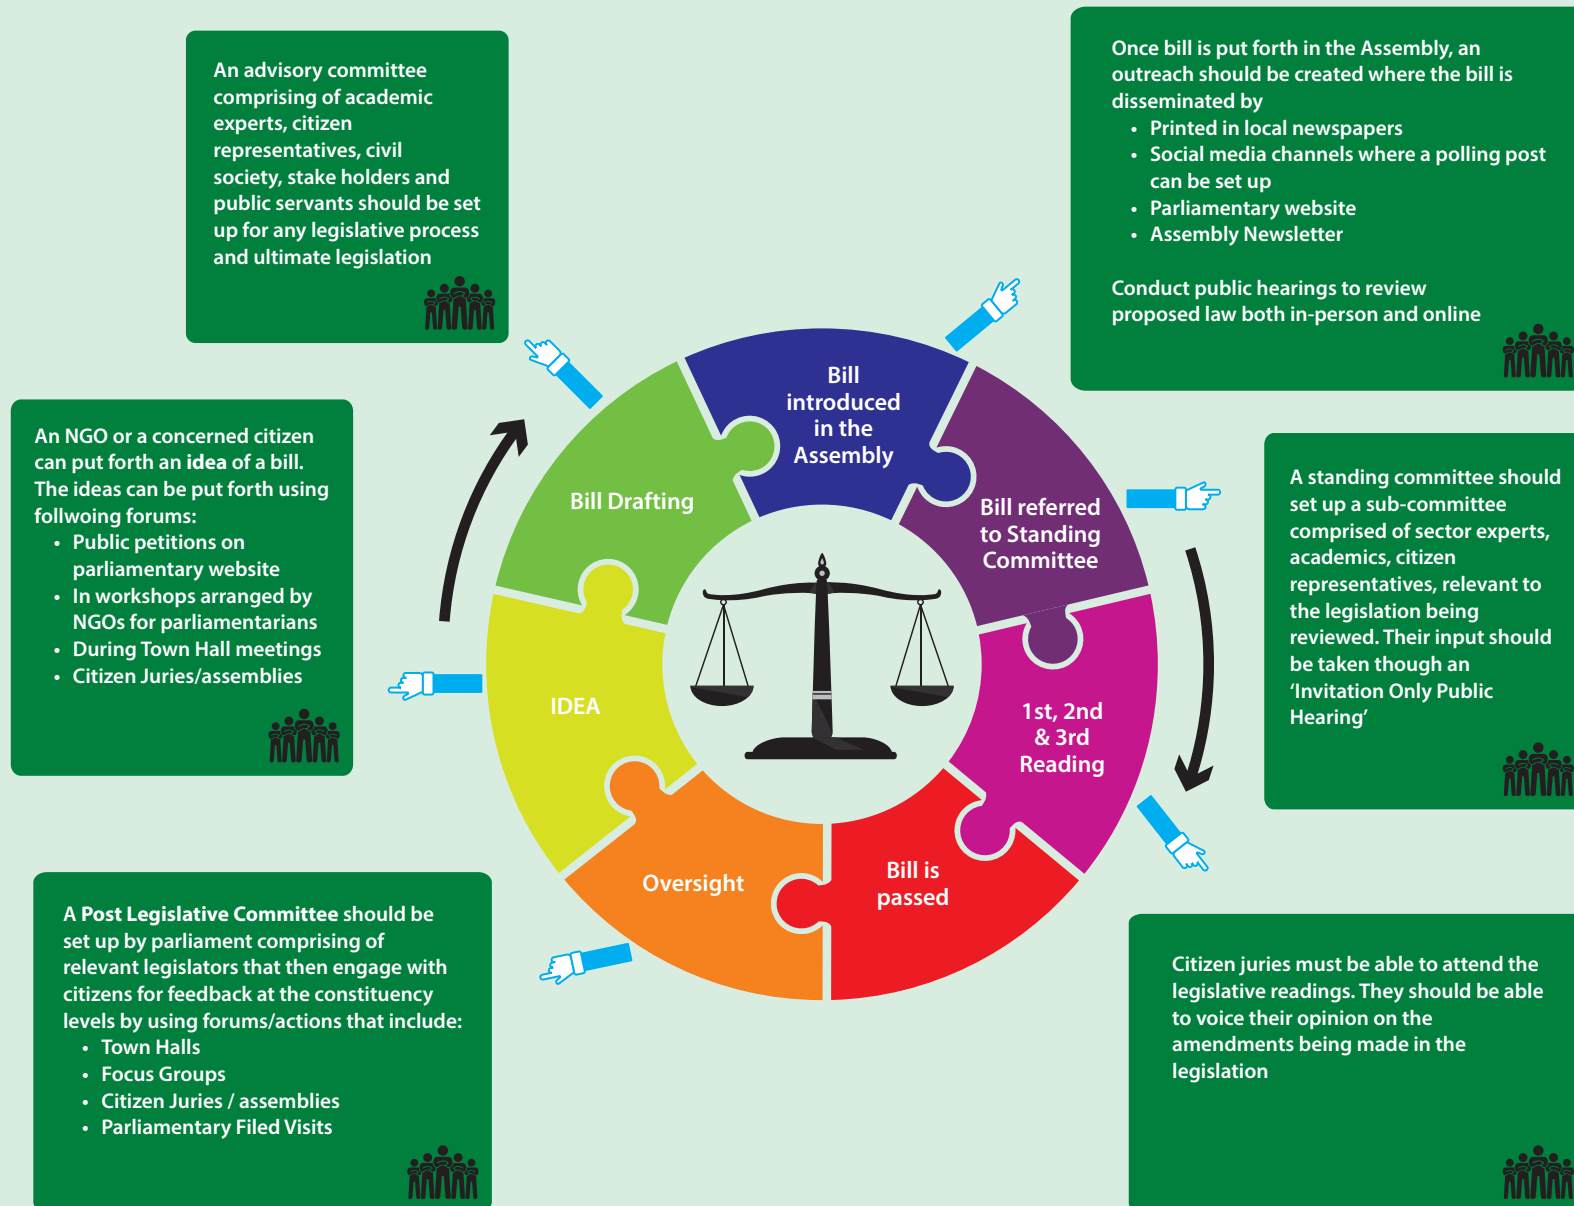 An advisory committee
comprising of academic
experts, citizen
representatives, civil
society, stake holders and
public servants should be set
up for any legislative process
and ultimate legislation
Once bill is put forth in the Assembly, an
outreach should be created where the bill is
disseminated by
• Printed in local newspapers
• Social media channels where a polling post
can be set up
• Parliamentary website
• Assembly Newsletter
Conduct public hearings to review
proposed law both in-person and online
An NGO or a concerned citizen
can put forth an idea of a bill.
The ideas can be put forth using
follwoing forums:
• Public petitions on
parliamentary website
• In workshops arranged by
NGOs for parliamentarians
• During Town Hall meetings
• Citizen Juries/assemblies
Bill
introduced
in the
Assembly
Bill Drafting
Bill referred
to Standing
Committee
IDEA
1st, 2nd
& 3rd
Reading
Oversight
Bill is
passed
A standing committee should
set up a sub-committee
comprised of sector experts,
academics, citizen
representatives, relevant to
the legislation being
reviewed. Their input should
be taken though an
‘Invitation Only Public
Hearing’
A Post Legislative Committee should be
set up by parliament comprising of
relevant legislators that then engage with
citizens for feedback at the constituency
levels by using forums/actions that include:
• Town Halls
• Focus Groups
• Citizen Juries / assemblies
• Parliamentary Filed Visits
Citizen juries must be able to attend the
legislative readings. They should be able
to voice their opinion on the
amendments being made in the
legislation